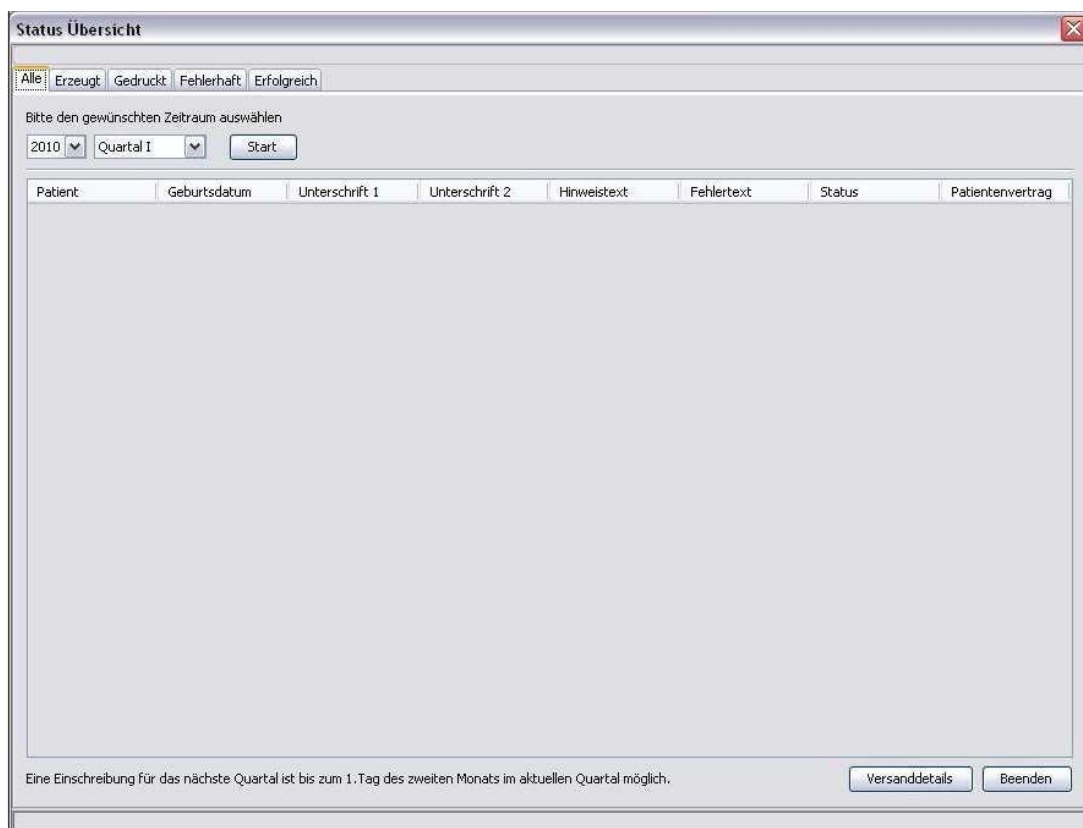 Status Übersicht
Alle Erzeugt Gedruckt Fehlerhaft Erfolgreich
Bitte den gewünschten Zeitraum auswählen
2010 Quartal I Start
Patient Geburtsdatum Unterschrift 1 Unterschrift 2 Hinweistext Fehlertext Status Patientenvertrag
Eine Einschreibung für das nächste Quartal ist bis zum 1.Tag des zweiten Monats im aktuellen Quartal möglich. Versanddetails Beenden